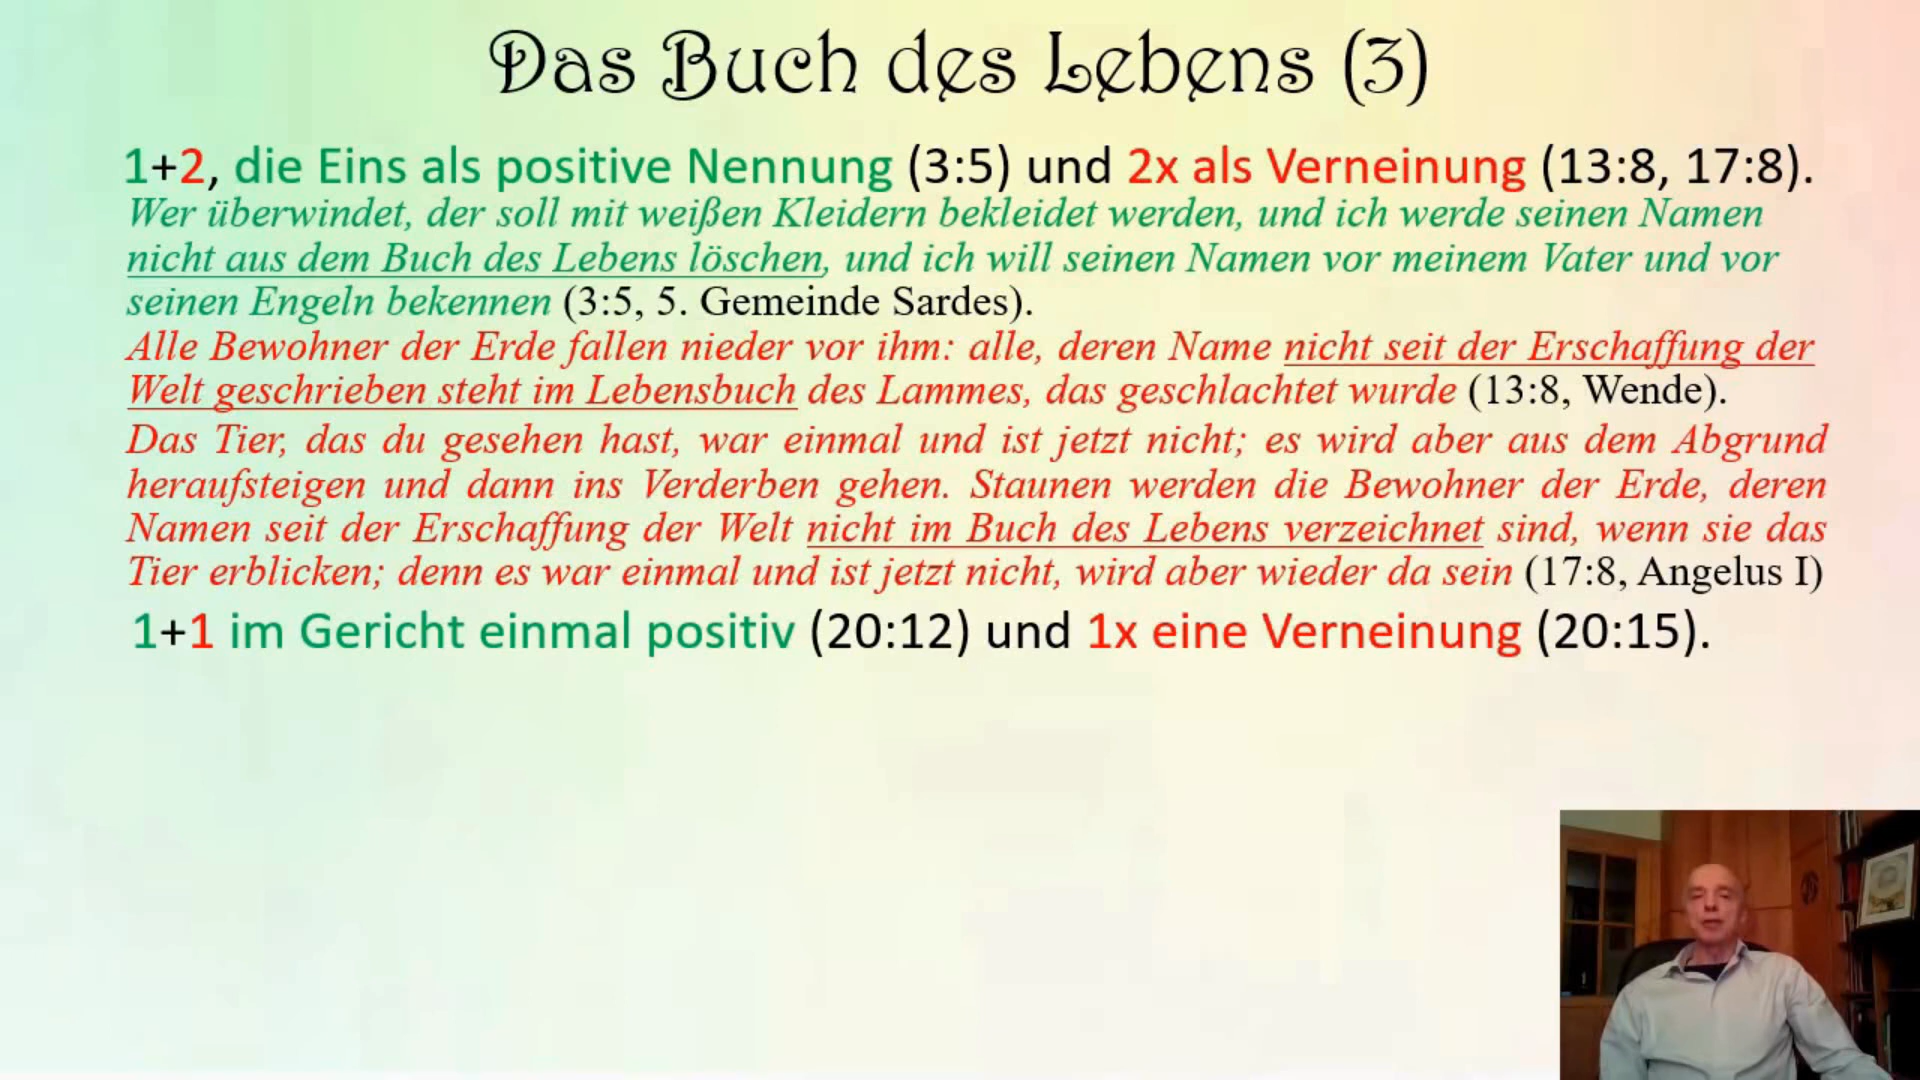 Das Buch des Lebens (3)
1+2, die Eins als positive Nennung (3:5) und 2x als Verneinung (13:8, 17:8).
Wer überwindet, der soll mit weißen Kleidern bekleidet werden, und ich werde seinen Namen
nicht aus dem Buch des Lebens löschen, und ich will seinen Namen vor meinem Vater und vor
seinen Engeln bekennen (3:5, 5. Gemeinde Sardes).
Alle Bewohner der Erde fallen nieder vor ihm: alle, deren Name nicht seit der Erschaffung der
Welt geschrieben steht im Lebensbuch des Lammes, das geschlachtet wurde (13:8, Wende).
Das Tier, das du gesehen hast, war einmal und ist jetzt nicht; es wird aber aus dem Abgrund
heraufsteigen und dann ins Verderben gehen. Staunen werden die Bewohner der Erde, deren
Namen seit der Erschaffung der Welt nicht im Buch des Lebens verzeichnet sind, wenn sie das
Tier erblicken; denn es war einmal und ist jetzt nicht, wird aber wieder da sein (17:8, Angelus I)
1+1 im Gericht einmal positiv (20:12) und 1x eine Verneinung (20:15).